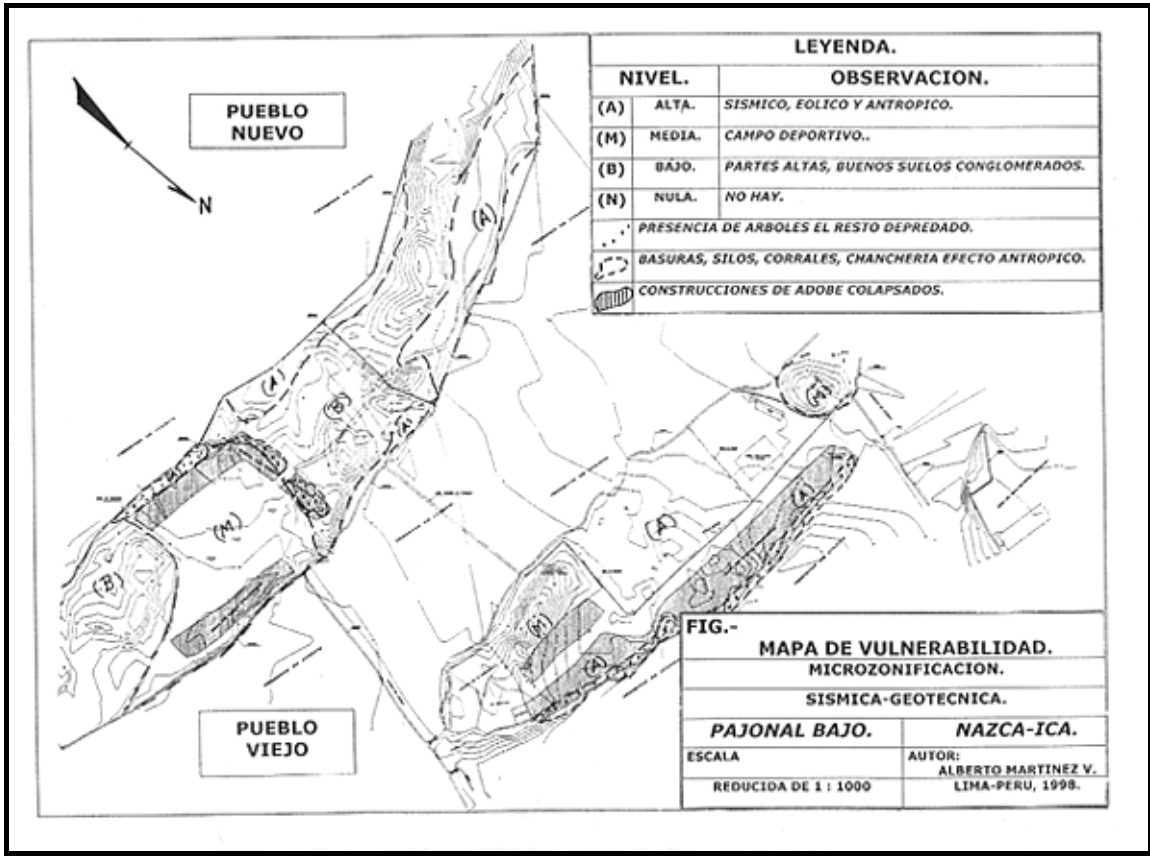 LEYENDA.
NIVEL. OBSERVACION.
(A) ALTA. SISMICO, EOLICO Y ANTROPICO.
(M) MEDIA. CAMPO DEPORTIVO..
(B) BAJO. PARTES ALTAS, BUENOS SUELOS CONGLOMERADOS.
(N) NULA. NO HAY.
PRESENCIA DE ARBOLES EL RESTO DEPREDADO.
BASURAS, SILOS, CORRALES, CHANCHERIA EFECTO ANTROPICO.
CONSTRUCCIONES DE ADOBE COLAPSADOS.
PUEBLO
NUEVO
N
(A)
(A)
(B)
(A)
(M)
(B)
(M)
(A)
(A)
(M)
(A)
PUEBLO
VIEJO
FIG.-
MAPA DE VULNERABILIDAD.
MICROZONIFICACION.
SISMICA-GEOTECNICA.
PAJONAL BAJO. NAZCA-ICA.
ESCALA AUTOR:
ALBERTO MARTINEZ V.
REDUCIDA DE 1 : 1000 LIMA-PERU, 1998.